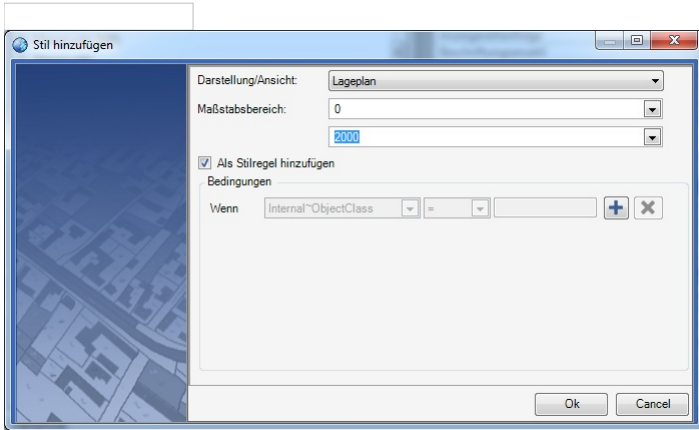 Stil hinzufügen
Darstellung/Ansicht: Lageplan
Maßstabsbereich: 0
2000
Als Stilregel hinzufügen
Bedingungen
Wenn Internal~ObjectClass =
Ok Cancel